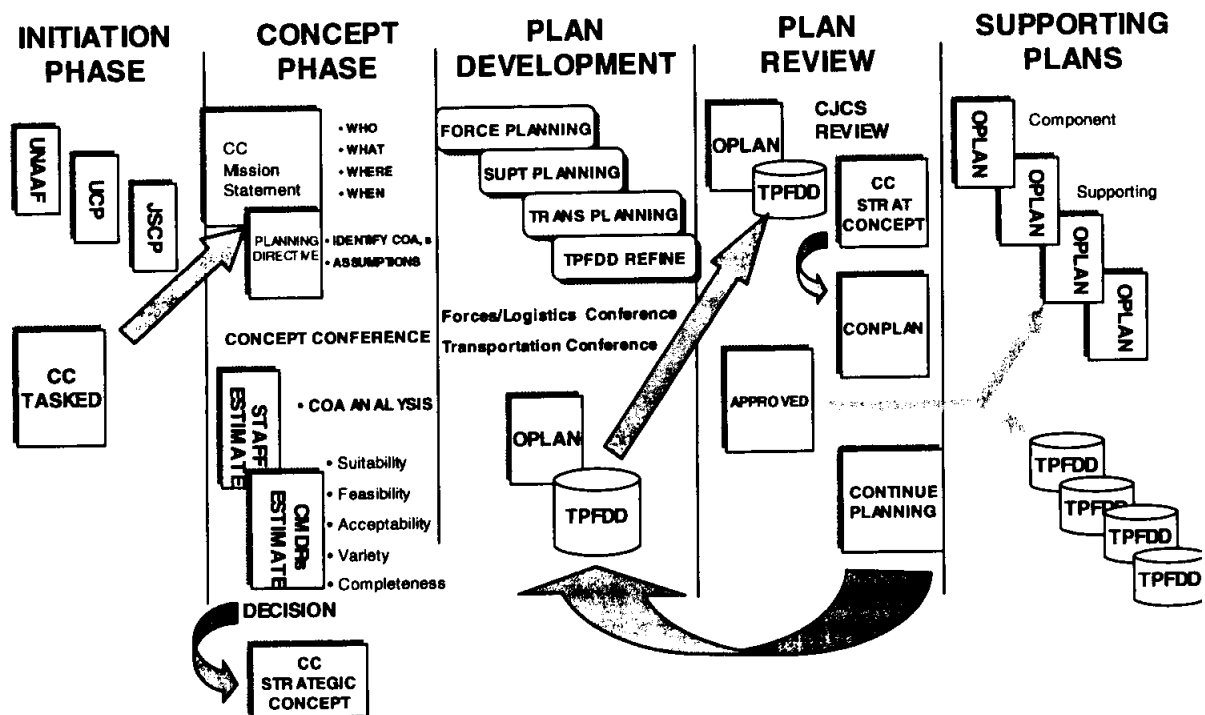 INITIATION
PHASE
UNAAF
UCP
JSCP
CC
TASKED
CONCEPT
PHASE
CC
Mission
Statement
• WHO
• WHAT
• WHERE
• WHEN
PLANNING
DIRECTIVE
• IDENTIFY COA,s
• ASSUMPTIONS
CONCEPT CONFERENCE
STAFF
ESTIMATE
• COA ANALYSIS
CMDRs
ESTIMATE
• Suitability
• Feasibility
• Acceptability
• Variety
• Completeness
DECISION
CC
STRATEGIC
CONCEPT
PLAN
DEVELOPMENT
FORCE PLANNING
SUPT PLANNING
TRANS PLANNING
TPFDD REFINE
Forces/Logistics Conference
Transportation Conference
OPLAN
TPFDD
PLAN
REVIEW
OPLAN
TPFDD
CJCS
REVIEW
CC
STRAT
CONCEPT
CONPLAN
APPROVED
CONTINUE
PLANNING
SUPPORTING
PLANS
OPLAN
Component
OPLAN
Supporting
OPLAN
OPLAN
TPFDD
TPFDD
TPFDD
TPFDD